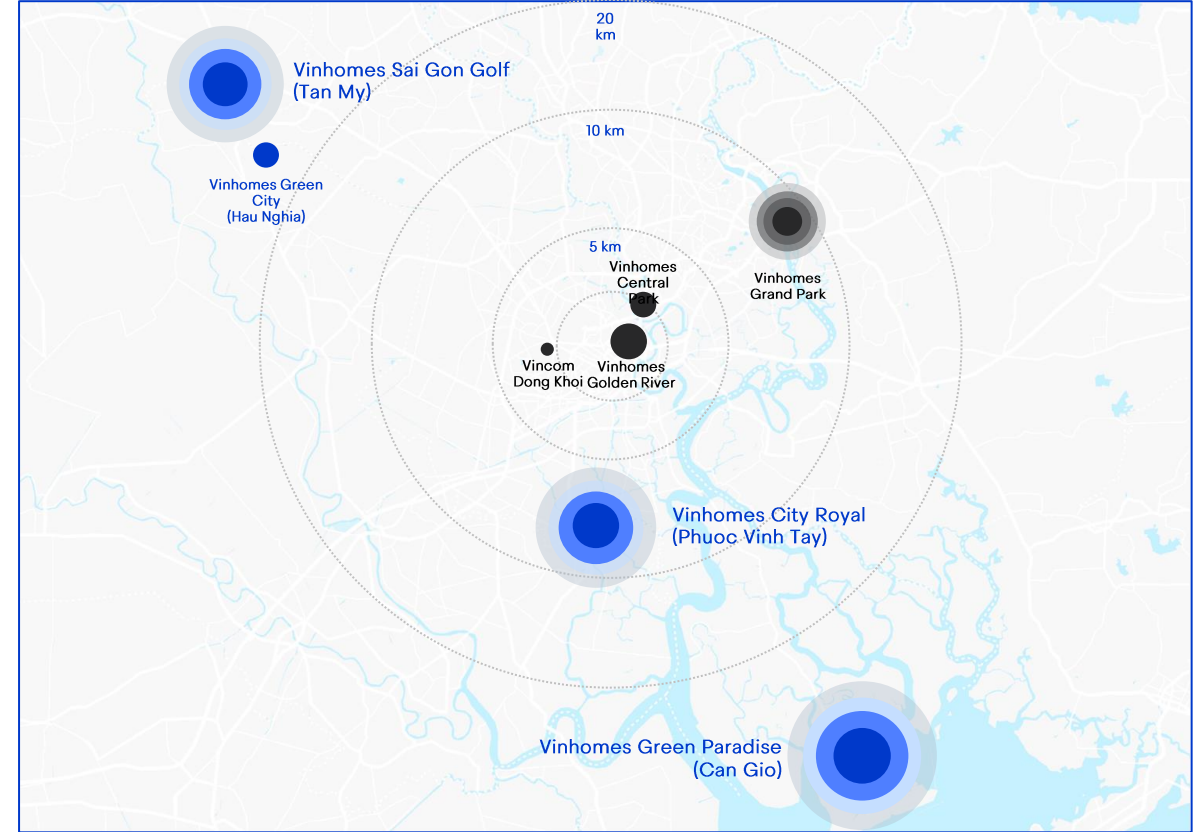 20
km
Vinhomes Sai Gon Golf
(Tan My)
10 km
Vinhomes Green
City
(Hau Nghia)
5 km
Vinhomes
Central
Park
Vinhomes
Grand Park
Vincom
Dong Khoi
Vinhomes
Golden River
Vinhomes City Royal
(Phuoc Vinh Tay)
Vinhomes Green Paradise
(Can Gio)